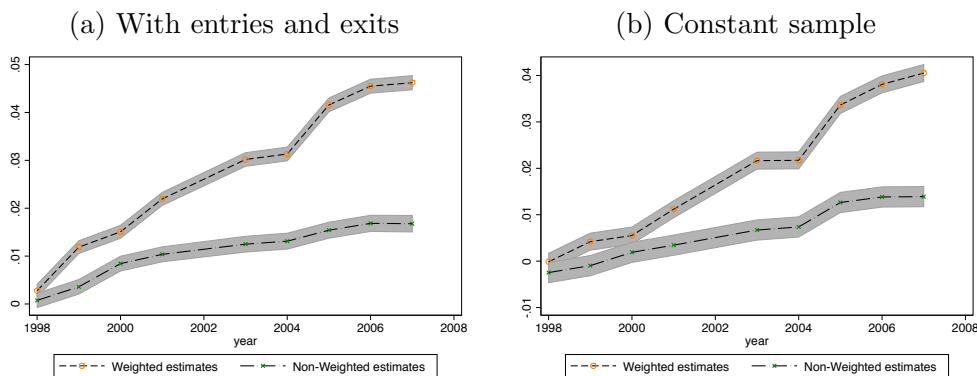 (a) With entries and exits
(b) Constant sample
.05
.04
.03
.02
.01
0
1998 2000 2002 2004 2006 2008
year
Weighted estimates Non-Weighted estimates
.04
.03
.02
.01
0
-.01
1998 2000 2002 2004 2006 2008
year
Weighted estimates Non-Weighted estimates